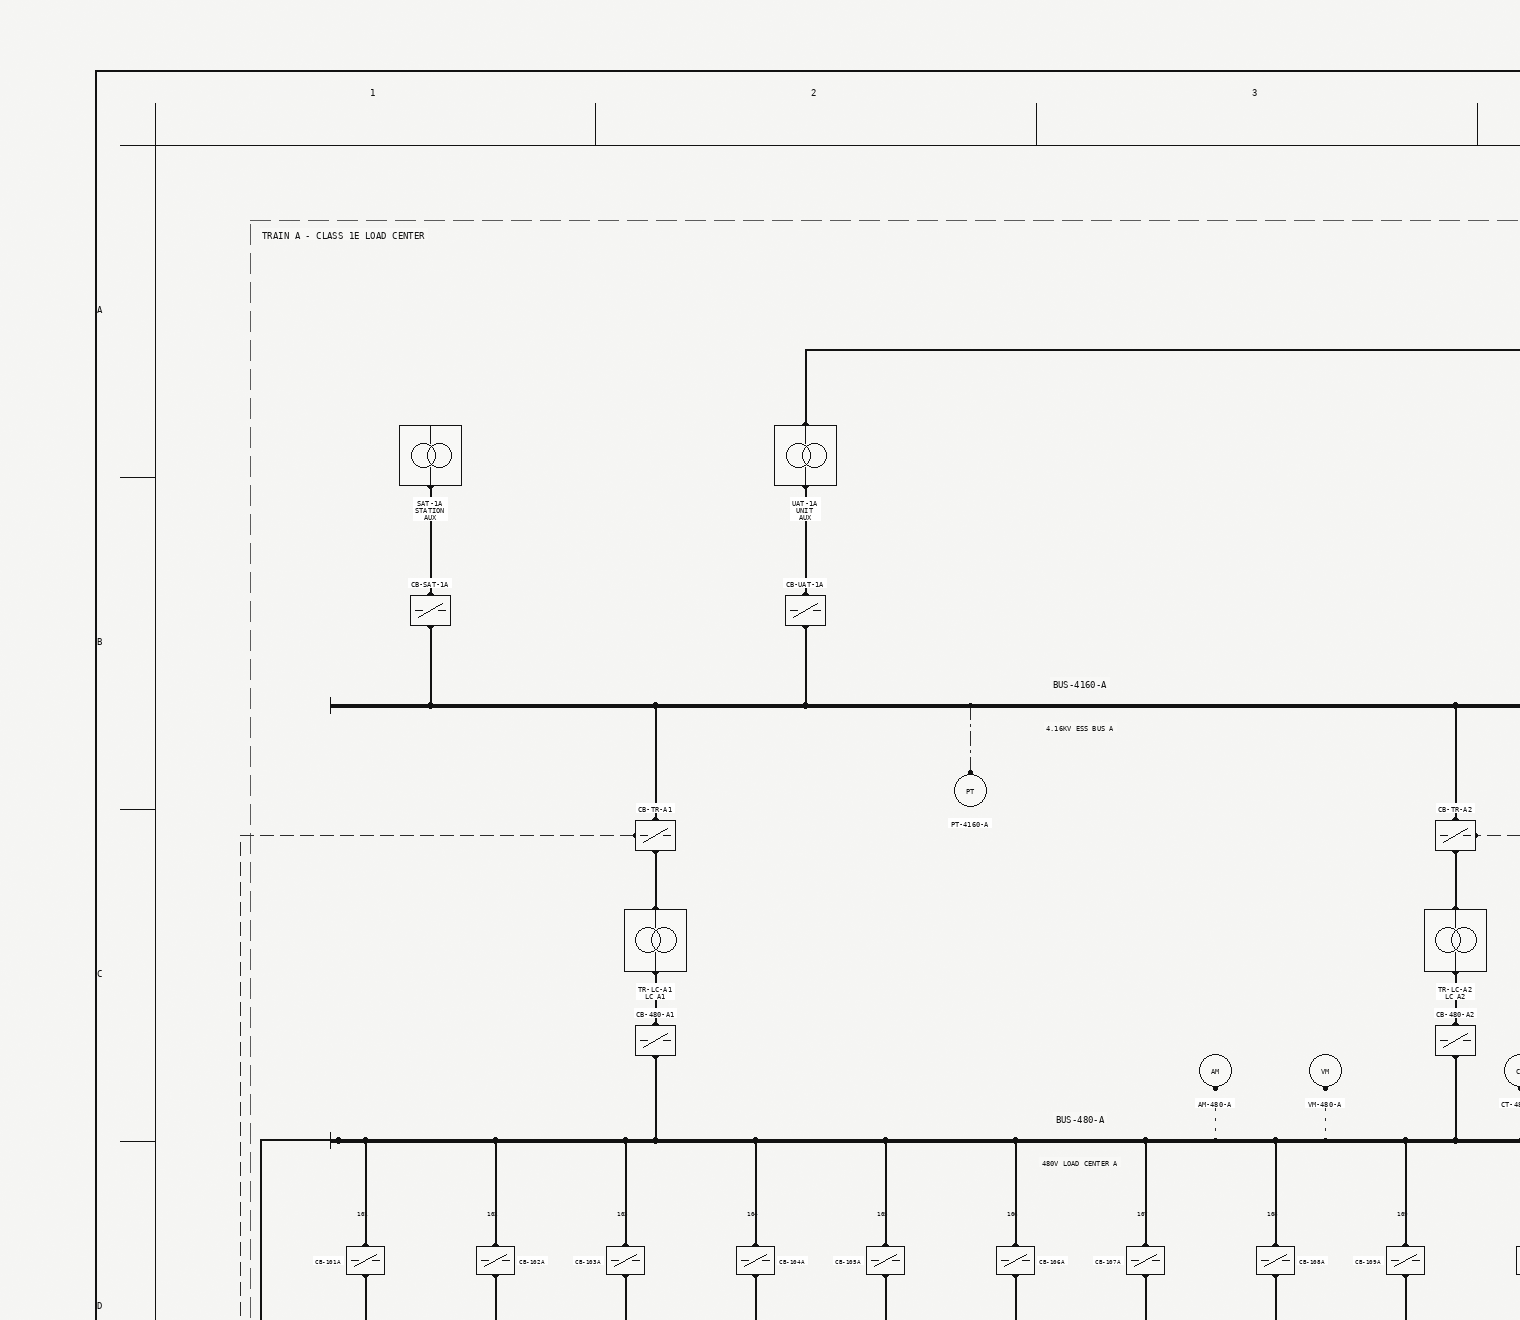 1
2
3
TRAIN A - CLASS 1E LOAD CENTER
A
SAT-1A
STATION
AUX
UAT-1A
UNIT
AUX
CB-SAT-1A
CB-UAT-1A
B
BUS-4160-A
4.16KV ESS BUS A
PT
PT-4160-A
CB-TR-A1
CB-TR-A2
C
TR-LC-A1
LC A1
TR-LC-A2
LC A2
CB-480-A1
CB-480-A2
AM
VM
AM-480-A
VM-480-A
BUS-480-A
480V LOAD CENTER A
CB-101A
CB-102A
CB-103A
CB-104A
CB-105A
CB-106A
CB-107A
CB-108A
CB-109A
D